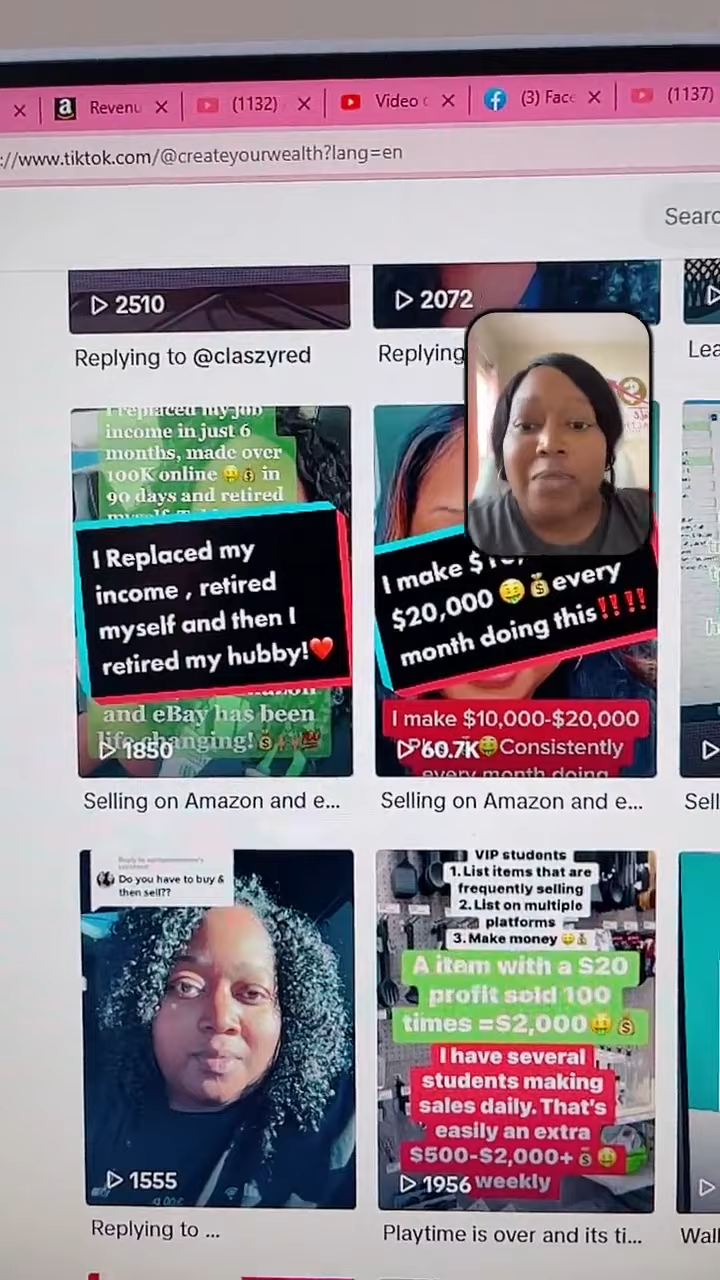 Revenu
(1132)
Video
(3) Face
(1137)
://www.tiktok.com/@createyourwealth?lang=en
Searc
2510
2072
Replying to @claszyred
Replying
Lea
I replaced my job
income in just 6
months, made over
100K online 🤑💰 in
90 days and retired
I Replaced my
income , retired
myself and then I
retired my hubby!❤️
and eBay has been
life changing!
1850
I make
$20,000 🤑💰every
month doing this‼️‼️
I make $10,000-$20,000
Consistently
every month doing
60.7K
Selling on Amazon and e...
Selling on Amazon and e...
Sell
Do you have to buy &
then sell??
1555
VIP students
1. List items that are
frequently selling
2. List on multiple
platforms
3. Make money 🤑💰
A item with a $20
profit sold 100
times =$2,000🤑💰
I have several
students making
sales daily. That's
easily an extra
$500-$2,000+ 💰🤑
weekly
1956
Replying to ...
Playtime is over and its ti...
Wall